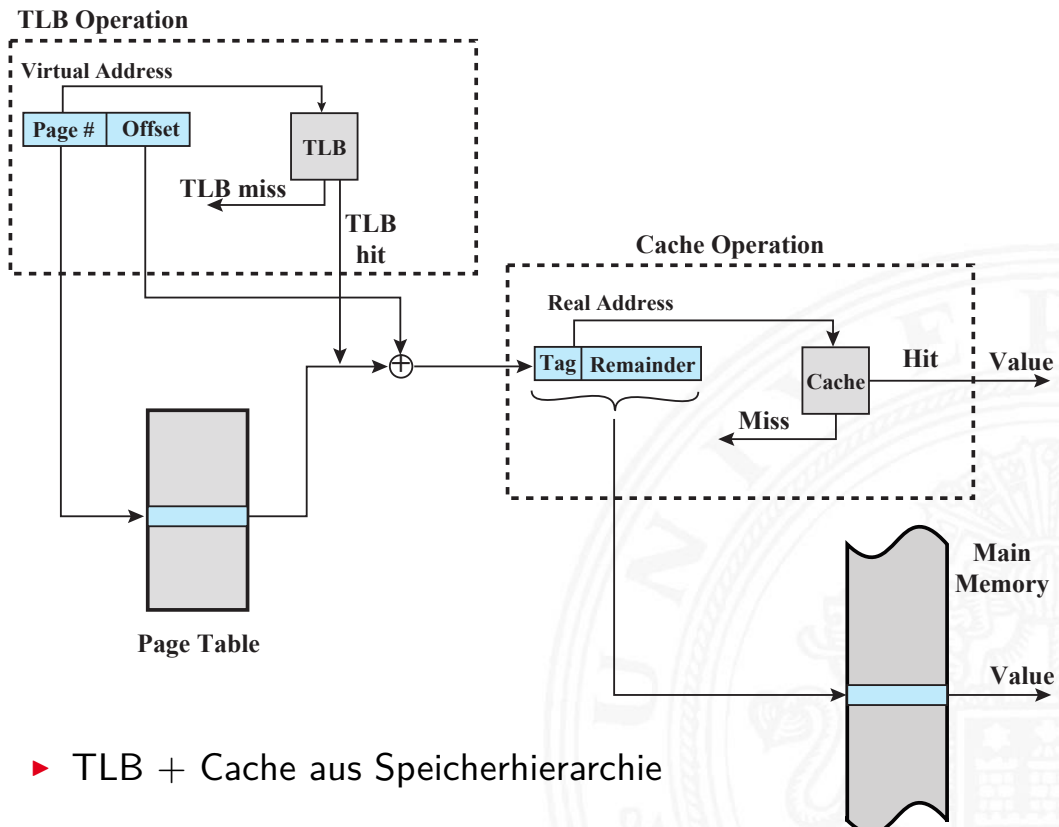 TLB Operation
Virtual Address
Page # Offset
TLB
TLB miss
TLB
hit
Cache Operation
Real Address
Tag Remainder
Cache
Hit
Value
Miss
Page Table
Main
Memory
Value
▶ TLB + Cache aus Speicherhierarchie